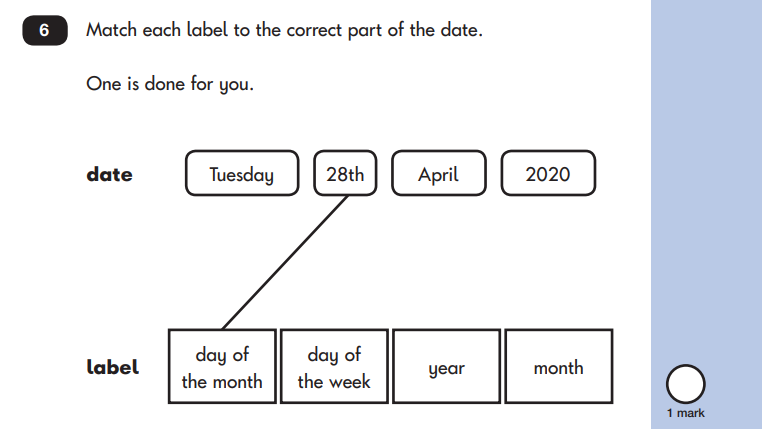 6 Match each label to the correct part of the date.
One is done for you.
date Tuesday 28th April 2020
label day of the month day of the week year month
1 mark